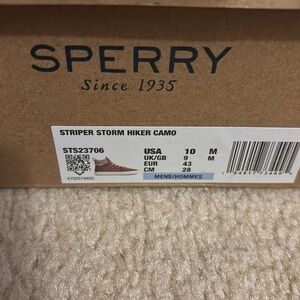 SPERRY
Since 1935
STRIPER STORM HIKER CAMO
STS23706
USA 10 M
UK/GB 9 M
EUR 43
CM 28
MENS/HOMMES